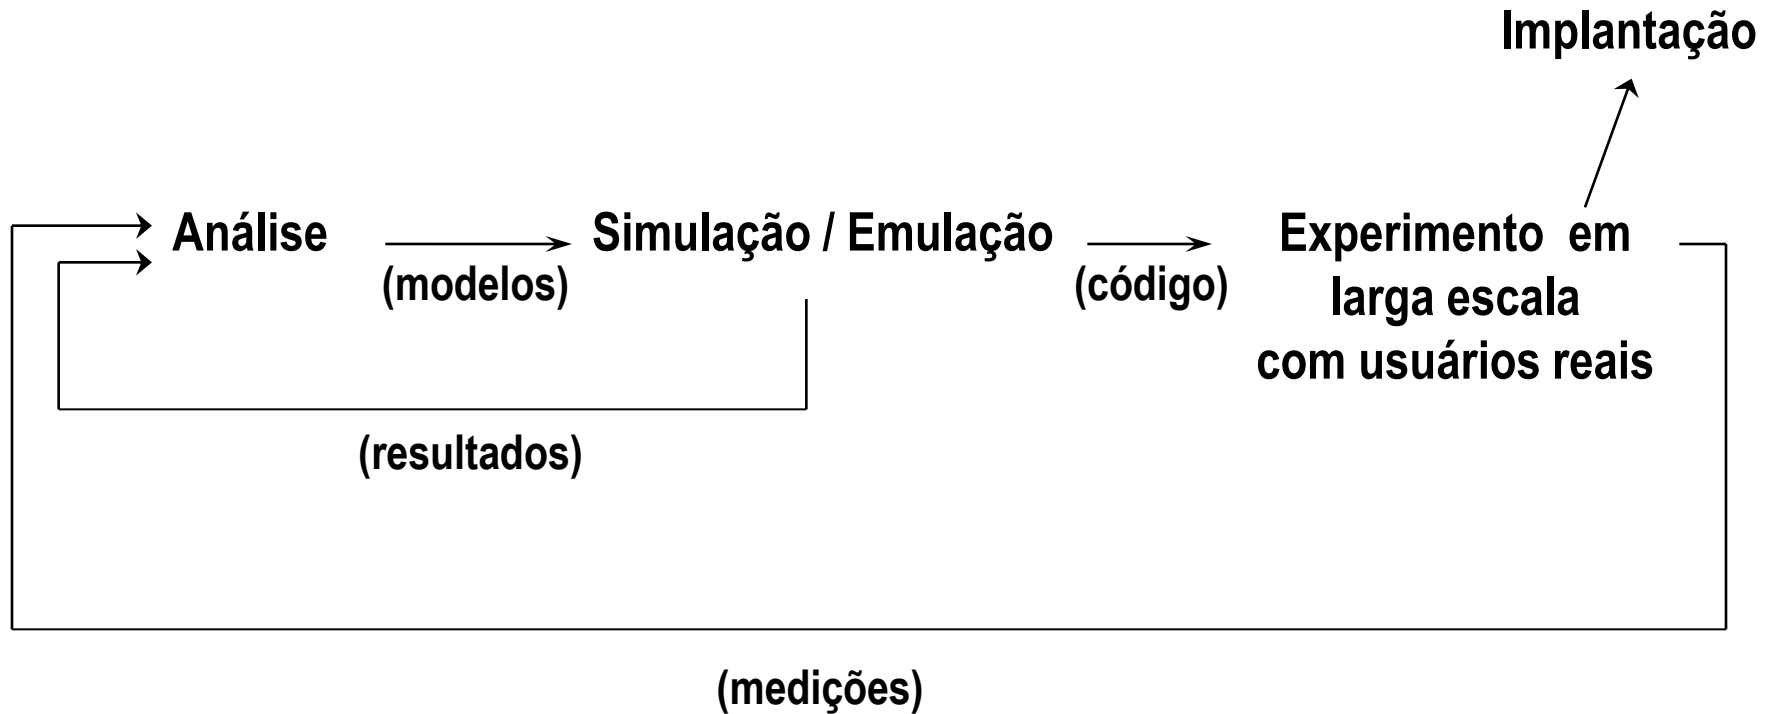 Implantação
Análise
Simulação / Emulação
Experimento em
(modelos)
(código)
larga escala
com usuários reais
(resultados)
(medições)